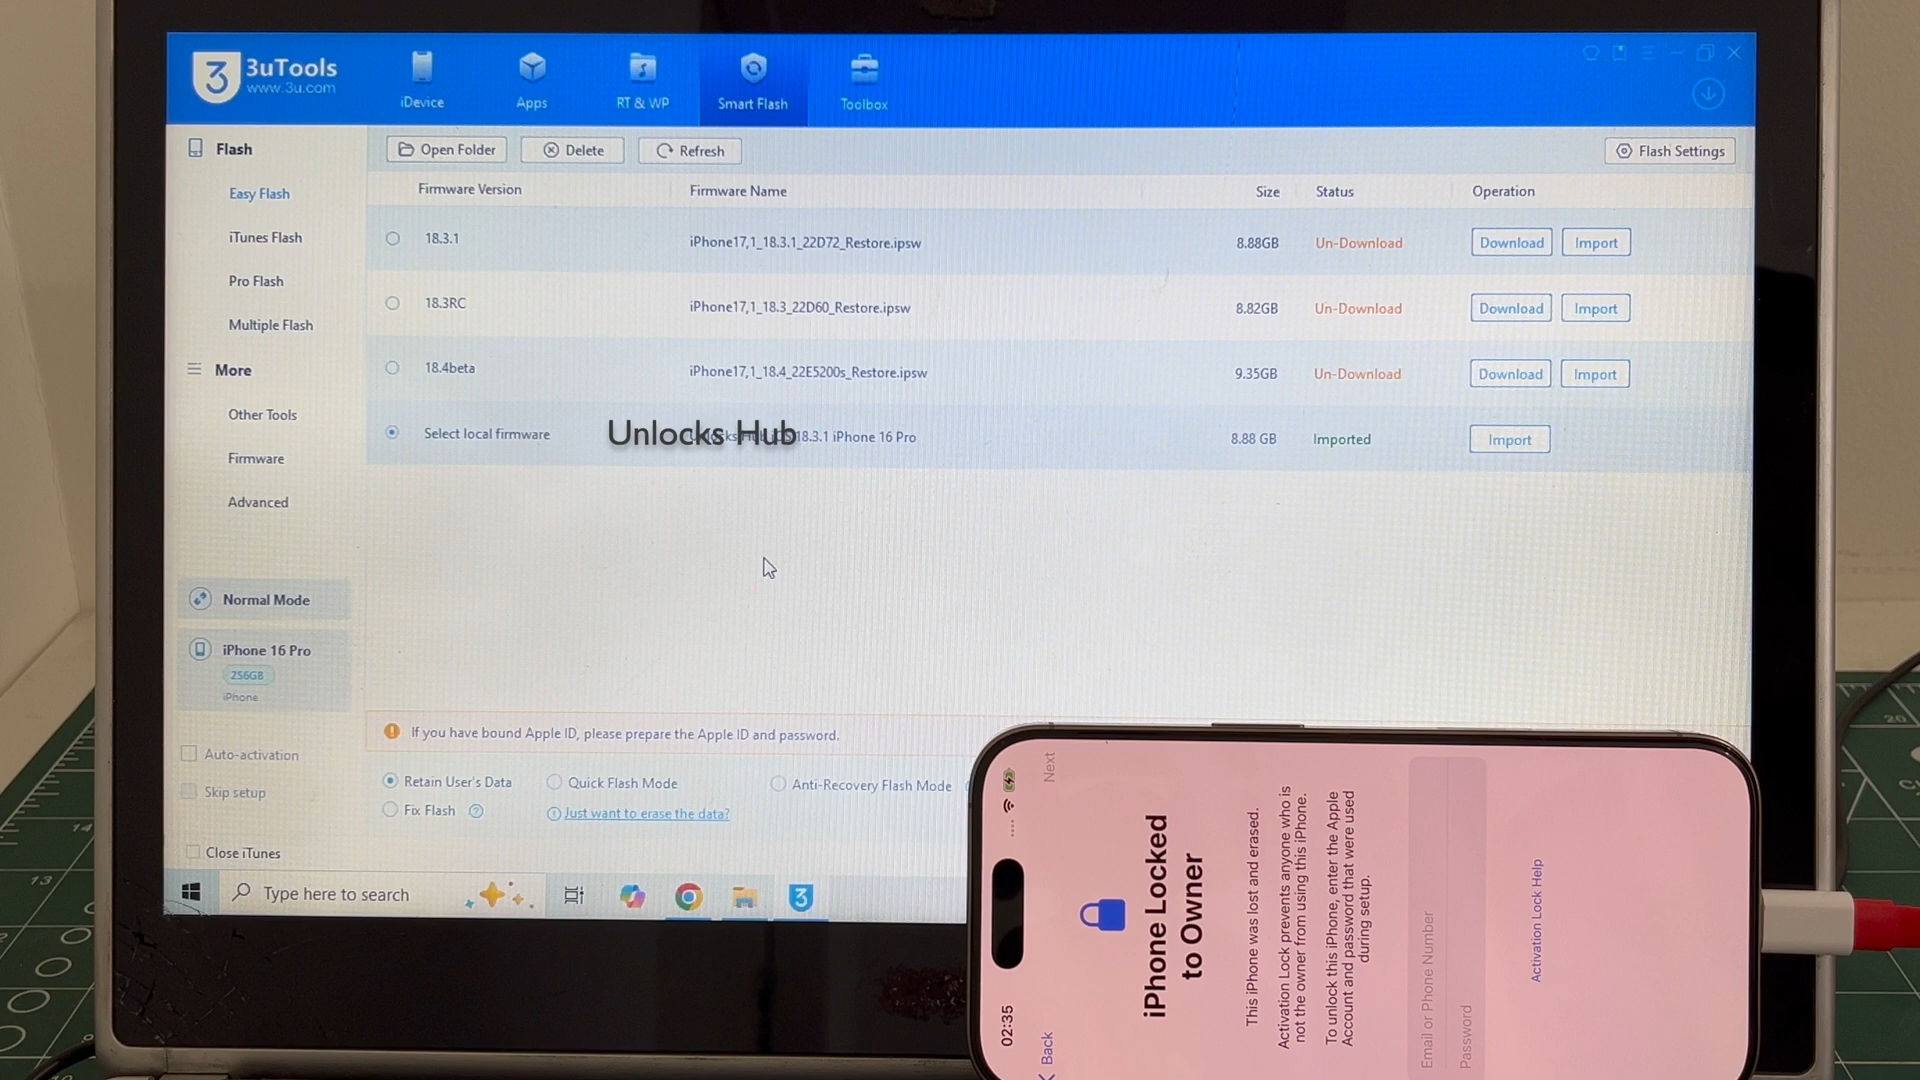 3uTools
www.3u.com
iDevice
Apps
RT & WP
Smart Flash
Toolbox
Flash
Easy Flash
iTunes Flash
Pro Flash
Multiple Flash
More
Other Tools
Firmware
Advanced
Normal Mode
iPhone 16 Pro
256GB
iPhone
Auto-activation
Skip setup
Close iTunes
Open Folder
Delete
Refresh
Flash Settings
Firmware Version Firmware Name Size Status Operation
18.3.1 iPhone17,1_18.3.1_22D72_Restore.ipsw 8.88GB Un-Download Download Import
18.3RC iPhone17,1_18.3_22D60_Restore.ipsw 8.82GB Un-Download Download Import
18.4beta iPhone17,1_18.4_22E5200s_Restore.ipsw 9.35GB Un-Download Download Import
Select local firmware 18.3.1 iPhone 16 Pro 8.88 GB Imported Import
Unlocks Hub
If you have bound Apple ID, please prepare the Apple ID and password.
Retain User's Data Quick Flash Mode Anti-Recovery Flash Mode
Fix Flash Just want to erase the data?
Type here to search
02:35
Back
Next
iPhone Locked
to Owner
This iPhone was lost and erased.
Activation Lock prevents anyone who is
not the owner from using this iPhone.
To unlock this iPhone, enter the Apple
Account and password that were used
during setup.
Email or Phone Number
Password
Activation Lock Help